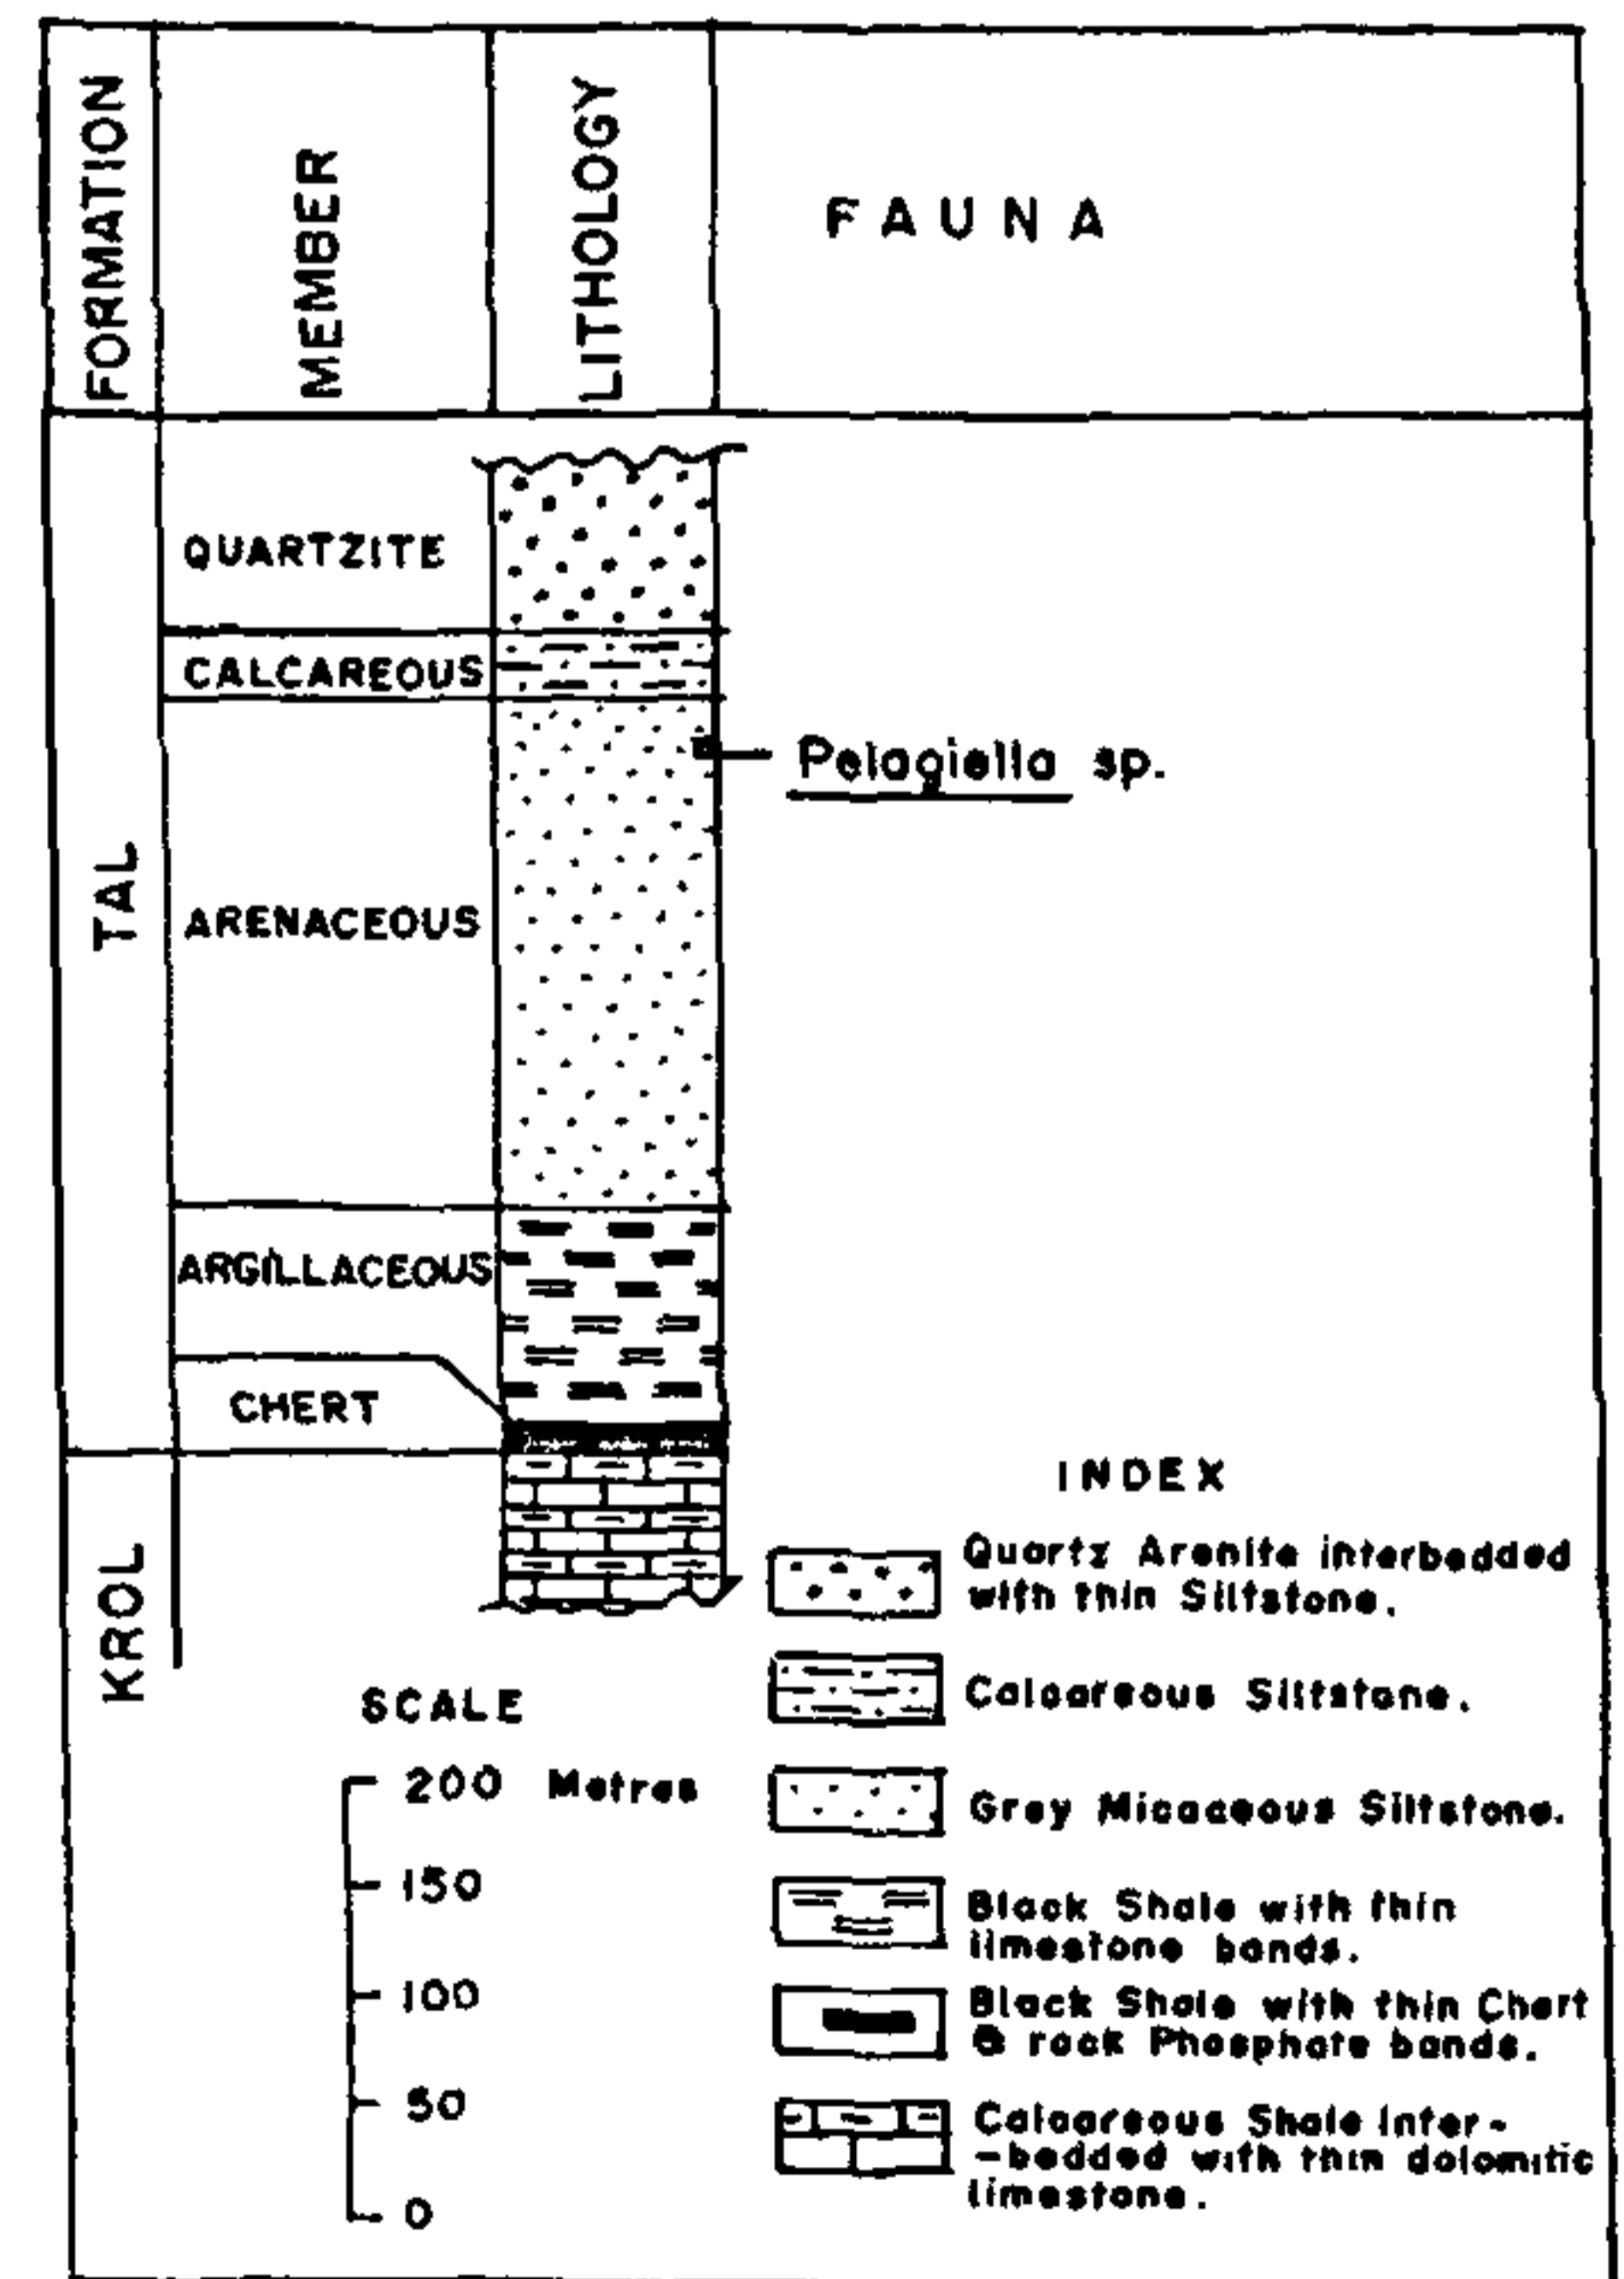 FORMATION
MEMBER
LITHOLOGY
FAUNA
TAL
QUARTZITE
CALCAREOUS
Pelagiella sp.
ARENACEOUS
ARGILLACEOUS
CHERT
KROL
INDEX
Quartz Arenite interbedded
with thin Siltstone.
Calcareous Siltstone.
Grey Micaceous Siltstone.
Black Shale with thin
limestone bands.
Black Shale with thin Chert
& rock Phosphate bands.
Calcareous Shale inter-
-bedded with thin dolomitic
limestone.
SCALE
200 Metres
150
100
50
0